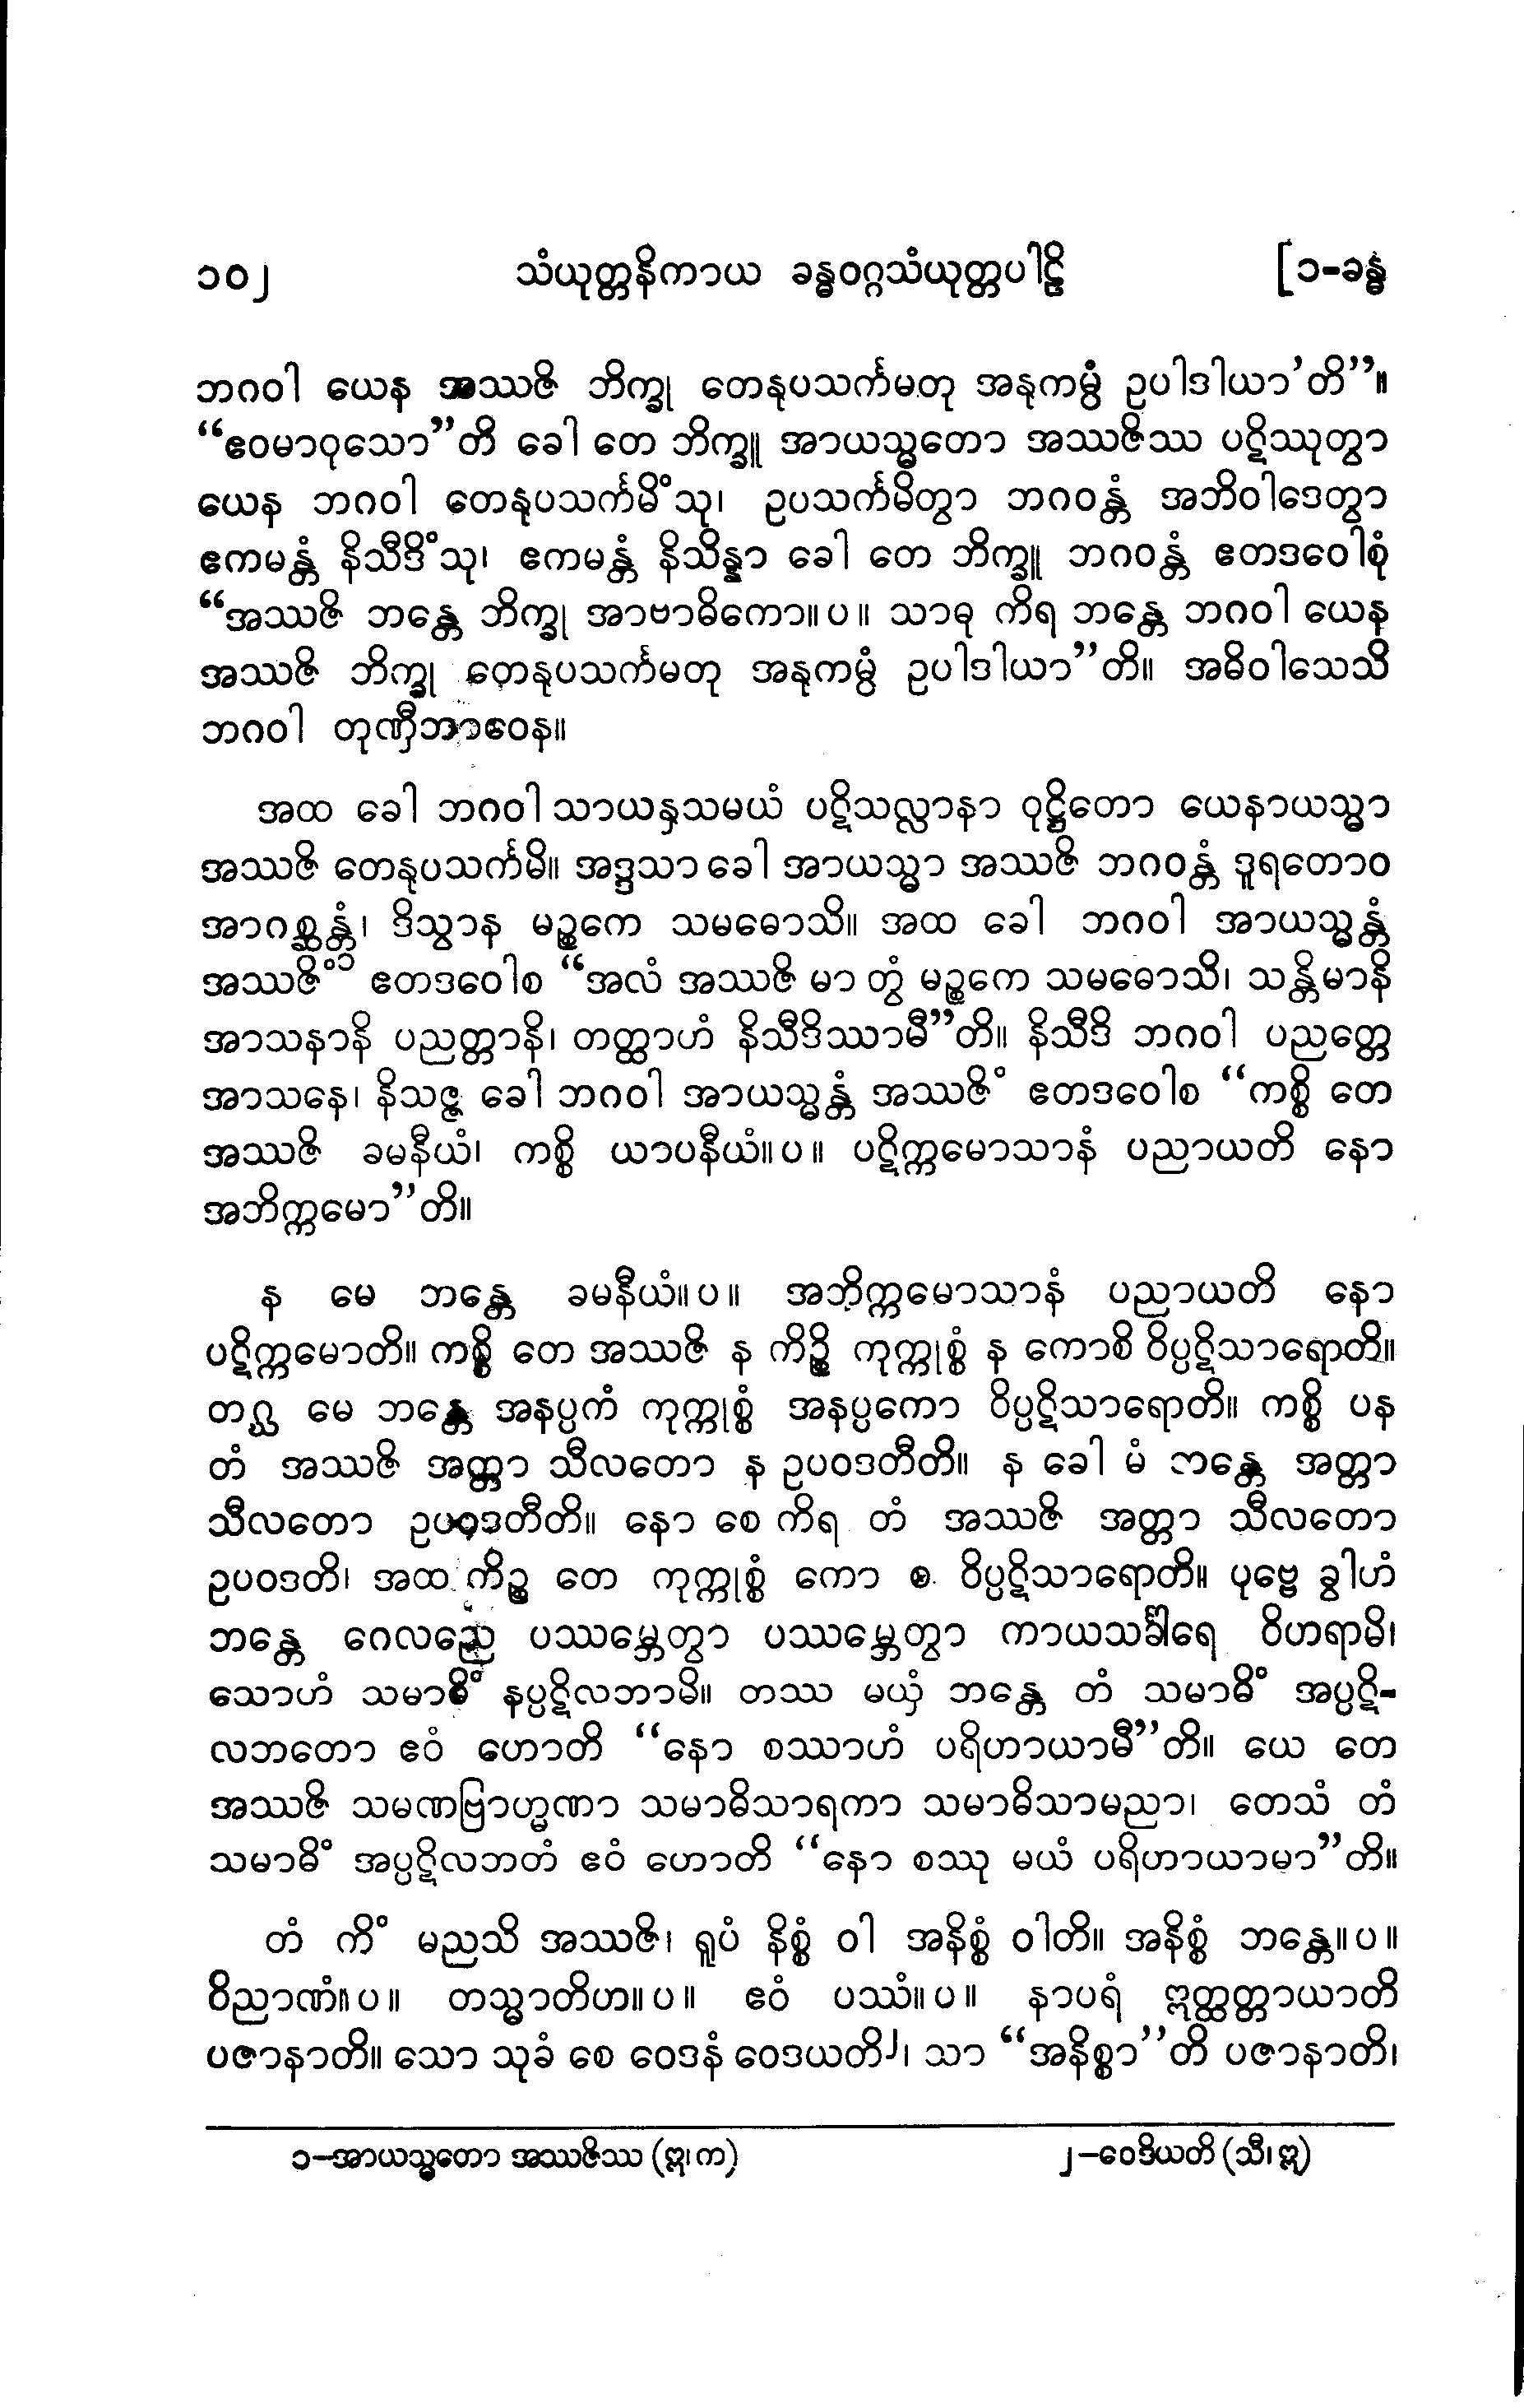 ၁၀၂ သံယုတ္တနိကာယ ခန္ဓဝဂ္ဂသံယုတ္တပါဠိ [၁-ခန္ဓ
ဘဂဝါ ယေန အဿဇိ ဘိက္ခု တေနုပသင်္ကမတု အနုကမ္ပံ ဥပါဒါယာ’တိ”။
“ဧဝမာဝုသော”တိ ခေါ တေ ဘိက္ခူ အာယသ္မတော အဿဇိဿ ပဋိဿုတွာ
ယေန ဘဂဝါ တေနုပသင်္ကမိံသု၊ ဥပသင်္ကမိတွာ ဘဂဝန္တံ အဘိဝါဒေတွာ
ဧကမန္တံ နိသီဒိံသု၊ ဧကမန္တံ နိသိန္နာ ခေါ တေ ဘိက္ခူ ဘဂဝန္တံ ဧတဒဝေါစုံ
“အဿဇိ ဘန္တေ ဘိက္ခု အာဗာဓိကော။ပ။ သာဓု ကိရ ဘန္တေ ဘဂဝါ ယေန
အဿဇိ ဘိက္ခု တေနုပသင်္ကမတု အနုကမ္ပံ ဥပါဒါယာ”တိ။ အဓိဝါသေသိ
ဘဂဝါ တုဏှီဘာဝေန။
အထ ခေါ ဘဂဝါ သာယနှသမယံ ပဋိသလ္လာနာ ဝုဋ္ဌိတော ယေနာယသ္မာ
အဿဇိ တေနုပသင်္ကမိ။ အဒ္ဒသာ ခေါ အာယသ္မာ အဿဇိ ဘဂဝန္တံ ဒူရတောဝ
အာဂစ္ဆန္တံ၊ ဒိသွာန မဉ္စကေ သမဓောသိ။ အထ ခေါ ဘဂဝါ အာယသ္မန္တံ
အဿဇိံ၁ ဧတဒဝေါစ “အလံ အဿဇိ မာ တွံ မဉ္စကေ သမဓောသိ၊ သန္တိမာနိ
အာသနာနိ ပညတ္တာနိ၊ တတ္ထာဟံ နိသီဒိဿာမီ”တိ။ နိသီဒိ ဘဂဝါ ပညတ္တေ
အာသနေ၊ နိသဇ္ဇ ခေါ ဘဂဝါ အာယသ္မန္တံ အဿဇိံ ဧတဒဝေါစ “ကစ္စိ တေ
အဿဇိ ခမနီယံ၊ ကစ္စိ ယာပနီယံ။ပ။ ပဋိက္ကမောသာနံ ပညာယတိ နော
အဘိက္ကမော”တိ။
န မေ ဘန္တေ ခမနီယံ။ပ။ အဘိက္ကမောသာနံ ပညာယတိ နော
ပဋိက္ကမောတိ။ ကစ္စိ တေ အဿဇိ န ကိဉ္စိ ကုက္ကုစ္စံ န ကောစိ ဝိပ္ပဋိသာရောတိ။
တဂ္ဃ မေ ဘန္တေ အနပ္ပကံ ကုက္ကုစ္စံ အနပ္ပကော ဝိပ္ပဋိသာရောတိ။ ကစ္စိ ပန
တံ အဿဇိ အတ္တာ သီလတော န ဥပဝဒတီတိ။ န ခေါ မံ ဘန္တေ အတ္တာ
သီလတော ဥပဝဒတီတိ။ နော စေ ကိရ တံ အဿဇိ အတ္တာ သီလတော
ဥပဝဒတိ၊ အထ ကိဉ္စ တေ ကုက္ကုစ္စံ ကော စ ဝိပ္ပဋိသာရောတိ။ ပုဗ္ဗေ ခွါဟံ
ဘန္တေ ဂေလညေ ပဿမ္ဘေတွာ ပဿမ္ဘေတွာ ကာယသင်္ခါရေ ဝိဟရာမိ၊
သောဟံ သမာဓိံ နပ္ပဋိလဘာမိ။ တဿ မယှံ ဘန္တေ တံ သမာဓိံ အပ္ပဋိ-
လဘတော ဧဝံ ဟောတိ “နော စဿာဟံ ပရိဟာယာမီ”တိ။ ယေ တေ
အဿဇိ သမဏဗြာဟ္မဏာ သမာဓိသာရကာ သမာဓိသာမညာ၊ တေသံ တံ
သမာဓိံ အပ္ပဋိလဘတံ ဧဝံ ဟောတိ “နော စဿု မယံ ပရိဟာယာမာ”တိ။
တံ ကိံ မညသိ အဿဇိ၊ ရူပံ နိစ္စံ ဝါ အနိစ္စံ ဝါတိ။ အနိစ္စံ ဘန္တေ။ပ။
ဝိညာဏံ။ပ။ တသ္မာတိဟ။ပ။ ဧဝံ ပဿံ။ပ။ နာပရံ ဣတ္ထတ္တာယာတိ
ပဇာနာတိ။ သော သုခံ စေ ဝေဒနံ ဝေဒယတိ၂၊ သာ “အနိစ္စာ”တိ ပဇာနာတိ၊
၁-အာယသ္မတော အဿဇိဿ (ဣ၊ က) ၂-ဝေဒိယတိ (သီ၊ ဣ)